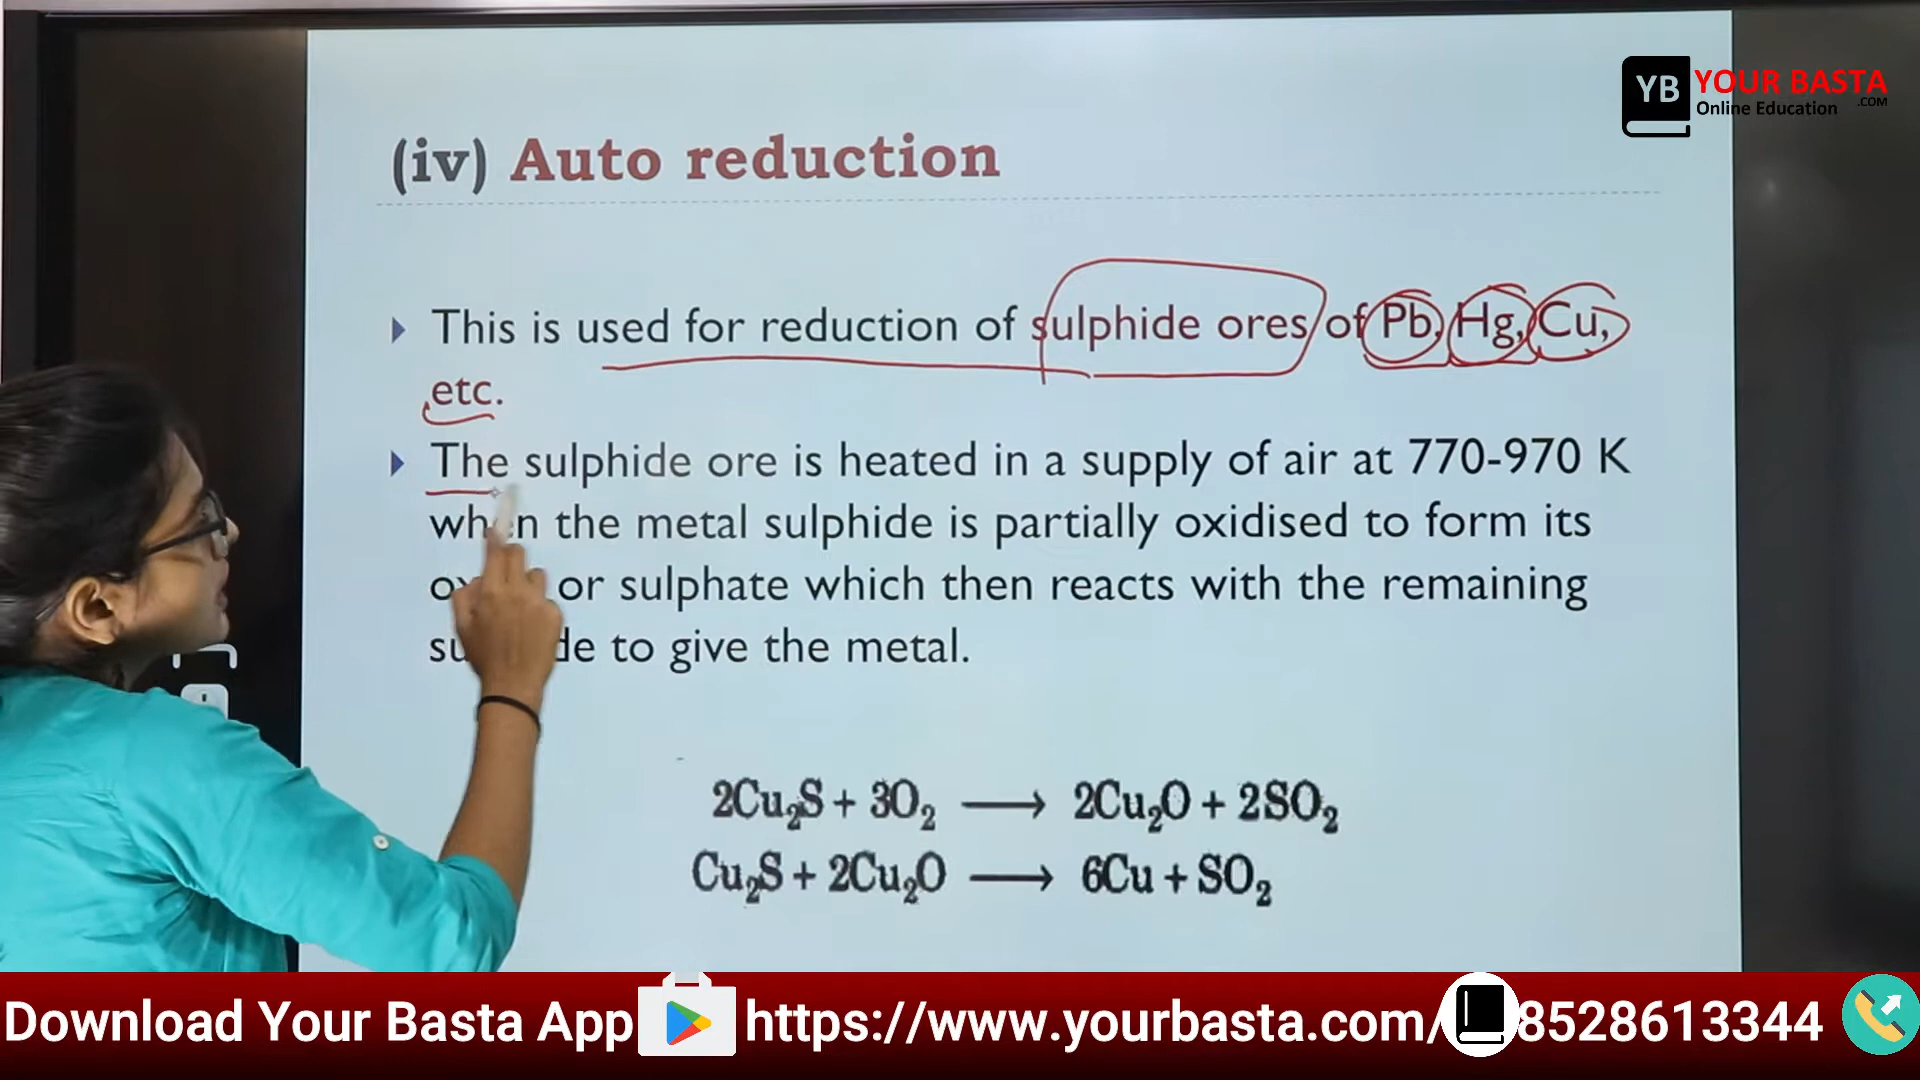 YB YOUR BASTA
.COM
Online Education
(iv) Auto reduction
This is used for reduction of sulphide ores of Pb, Hg, Cu,
etc.
The sulphide ore is heated in a supply of air at 770-970 K
when the metal sulphide is partially oxidised to form its
or sulphate which then reacts with the remaining
to give the metal.
2Cu₂S + 3O₂ ⟶ 2Cu₂O + 2SO₂
Cu₂S + 2Cu₂O ⟶ 6Cu + SO₂
Download Your Basta App https://www.yourbasta.com/ 8528613344